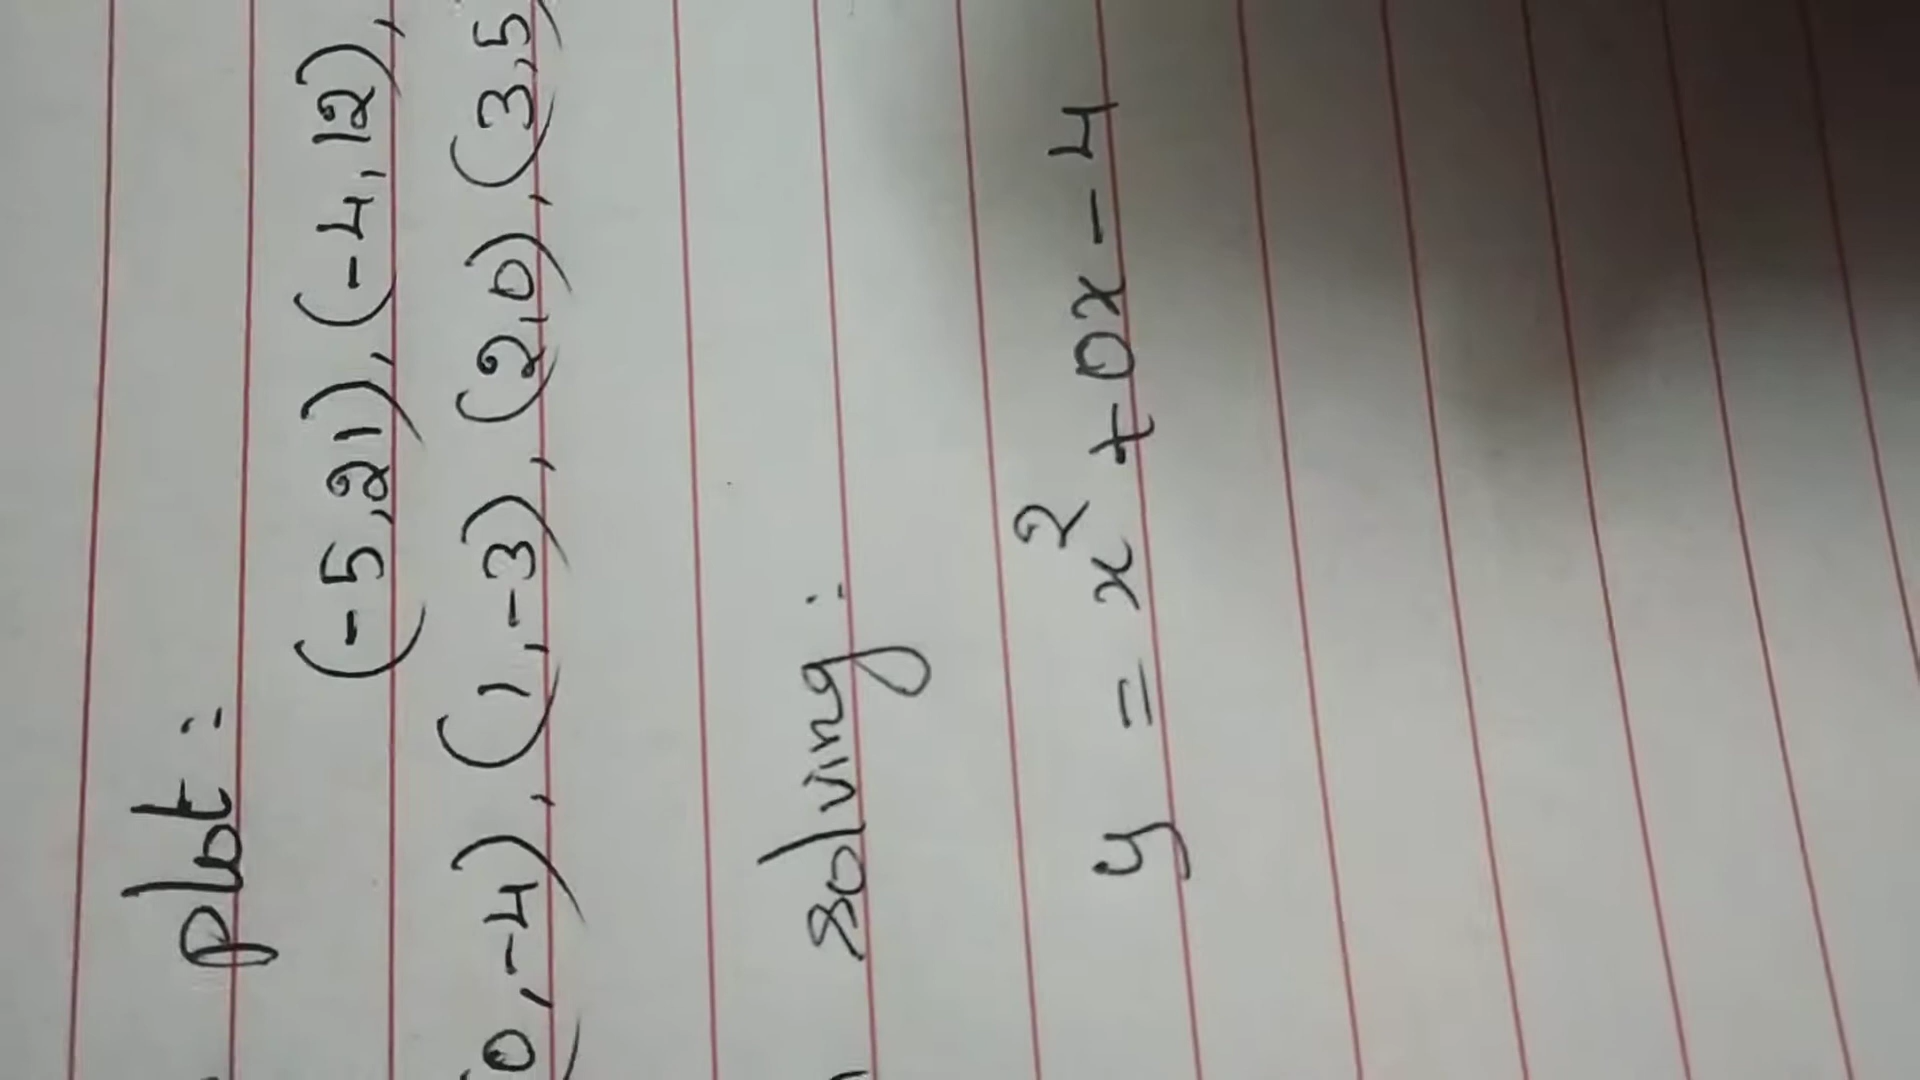 plot:
(-5,21),(-4,12),
(0,-4),(1,-3),(2,0),(3,5)
solving:
y = x² + 0x - 4